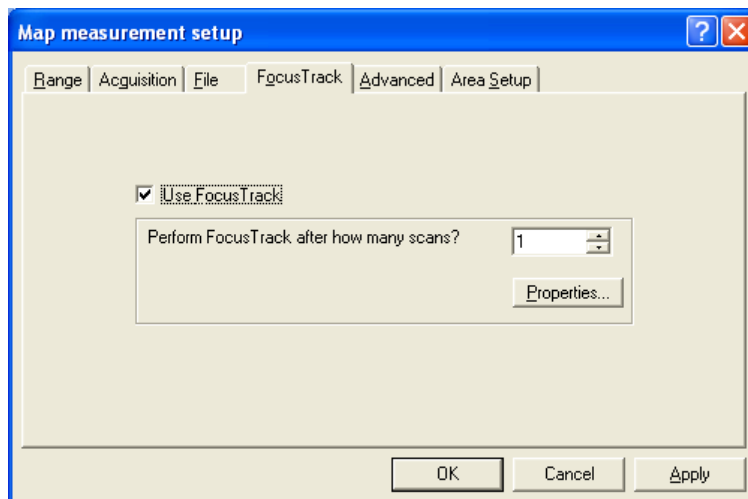 Map measurement setup
Range Acquisition File FocusTrack Advanced Area Setup
Use FocusTrack
Perform FocusTrack after how many scans? 1
Properties...
OK Cancel Apply